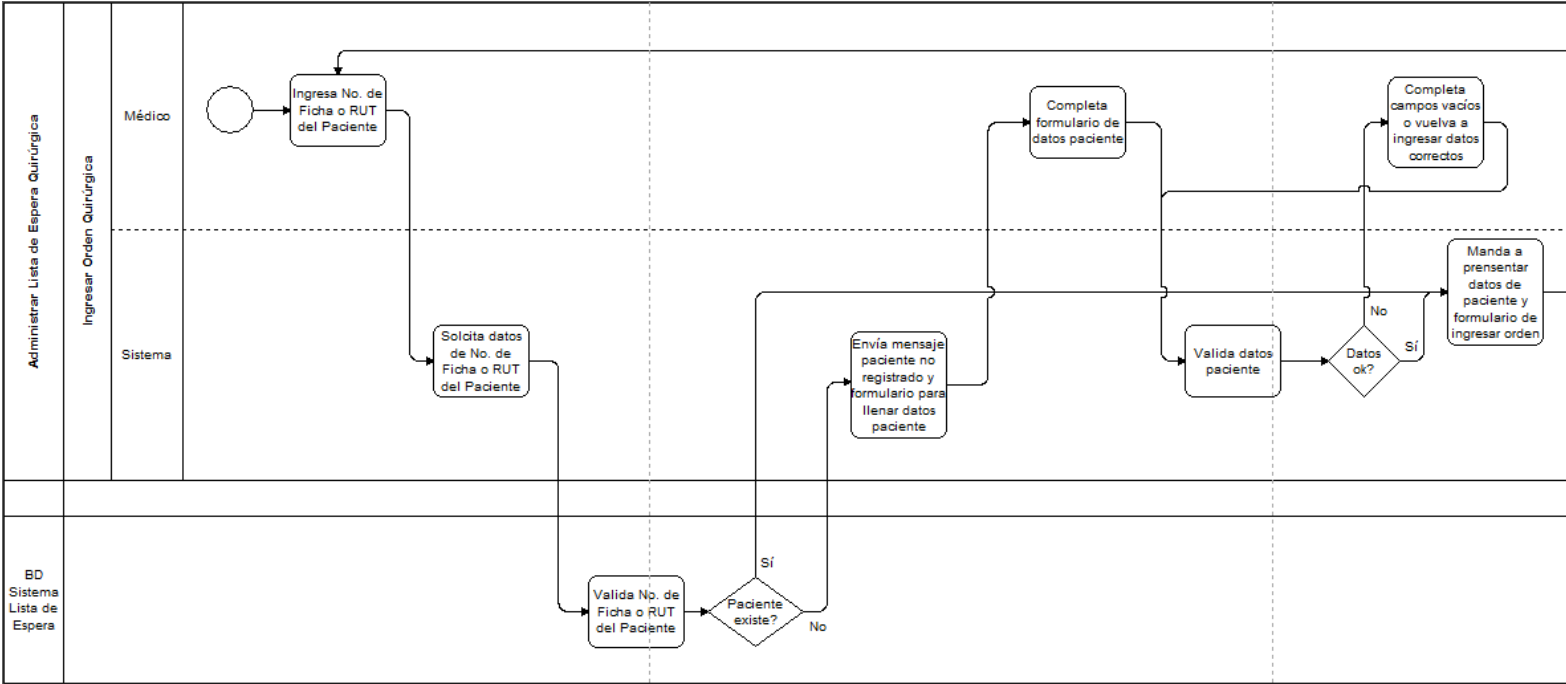 Administrar Lista de Espera Quirúrgica
Ingresar Orden Quirúrgica
Médico
Ingresa No. de
Ficha o RUT
del Paciente
Completa
formulario de
datos paciente
Completa
campos vacíos
o vuelva a
ingresar datos
correctos
Sistema
Solcita datos
de No. de
Ficha o RUT
del Paciente
Envía mensaje
paciente no
registrado y
formulario para
llenar datos
paciente
Valida datos
paciente
Datos
ok?
No
Sí
Manda a
prensentar
datos de
paciente y
formulario de
ingresar orden
BD
Sistema
Lista de
Espera
Valida No. de
Ficha o RUT
del Paciente
Paciente
existe?
Sí
No